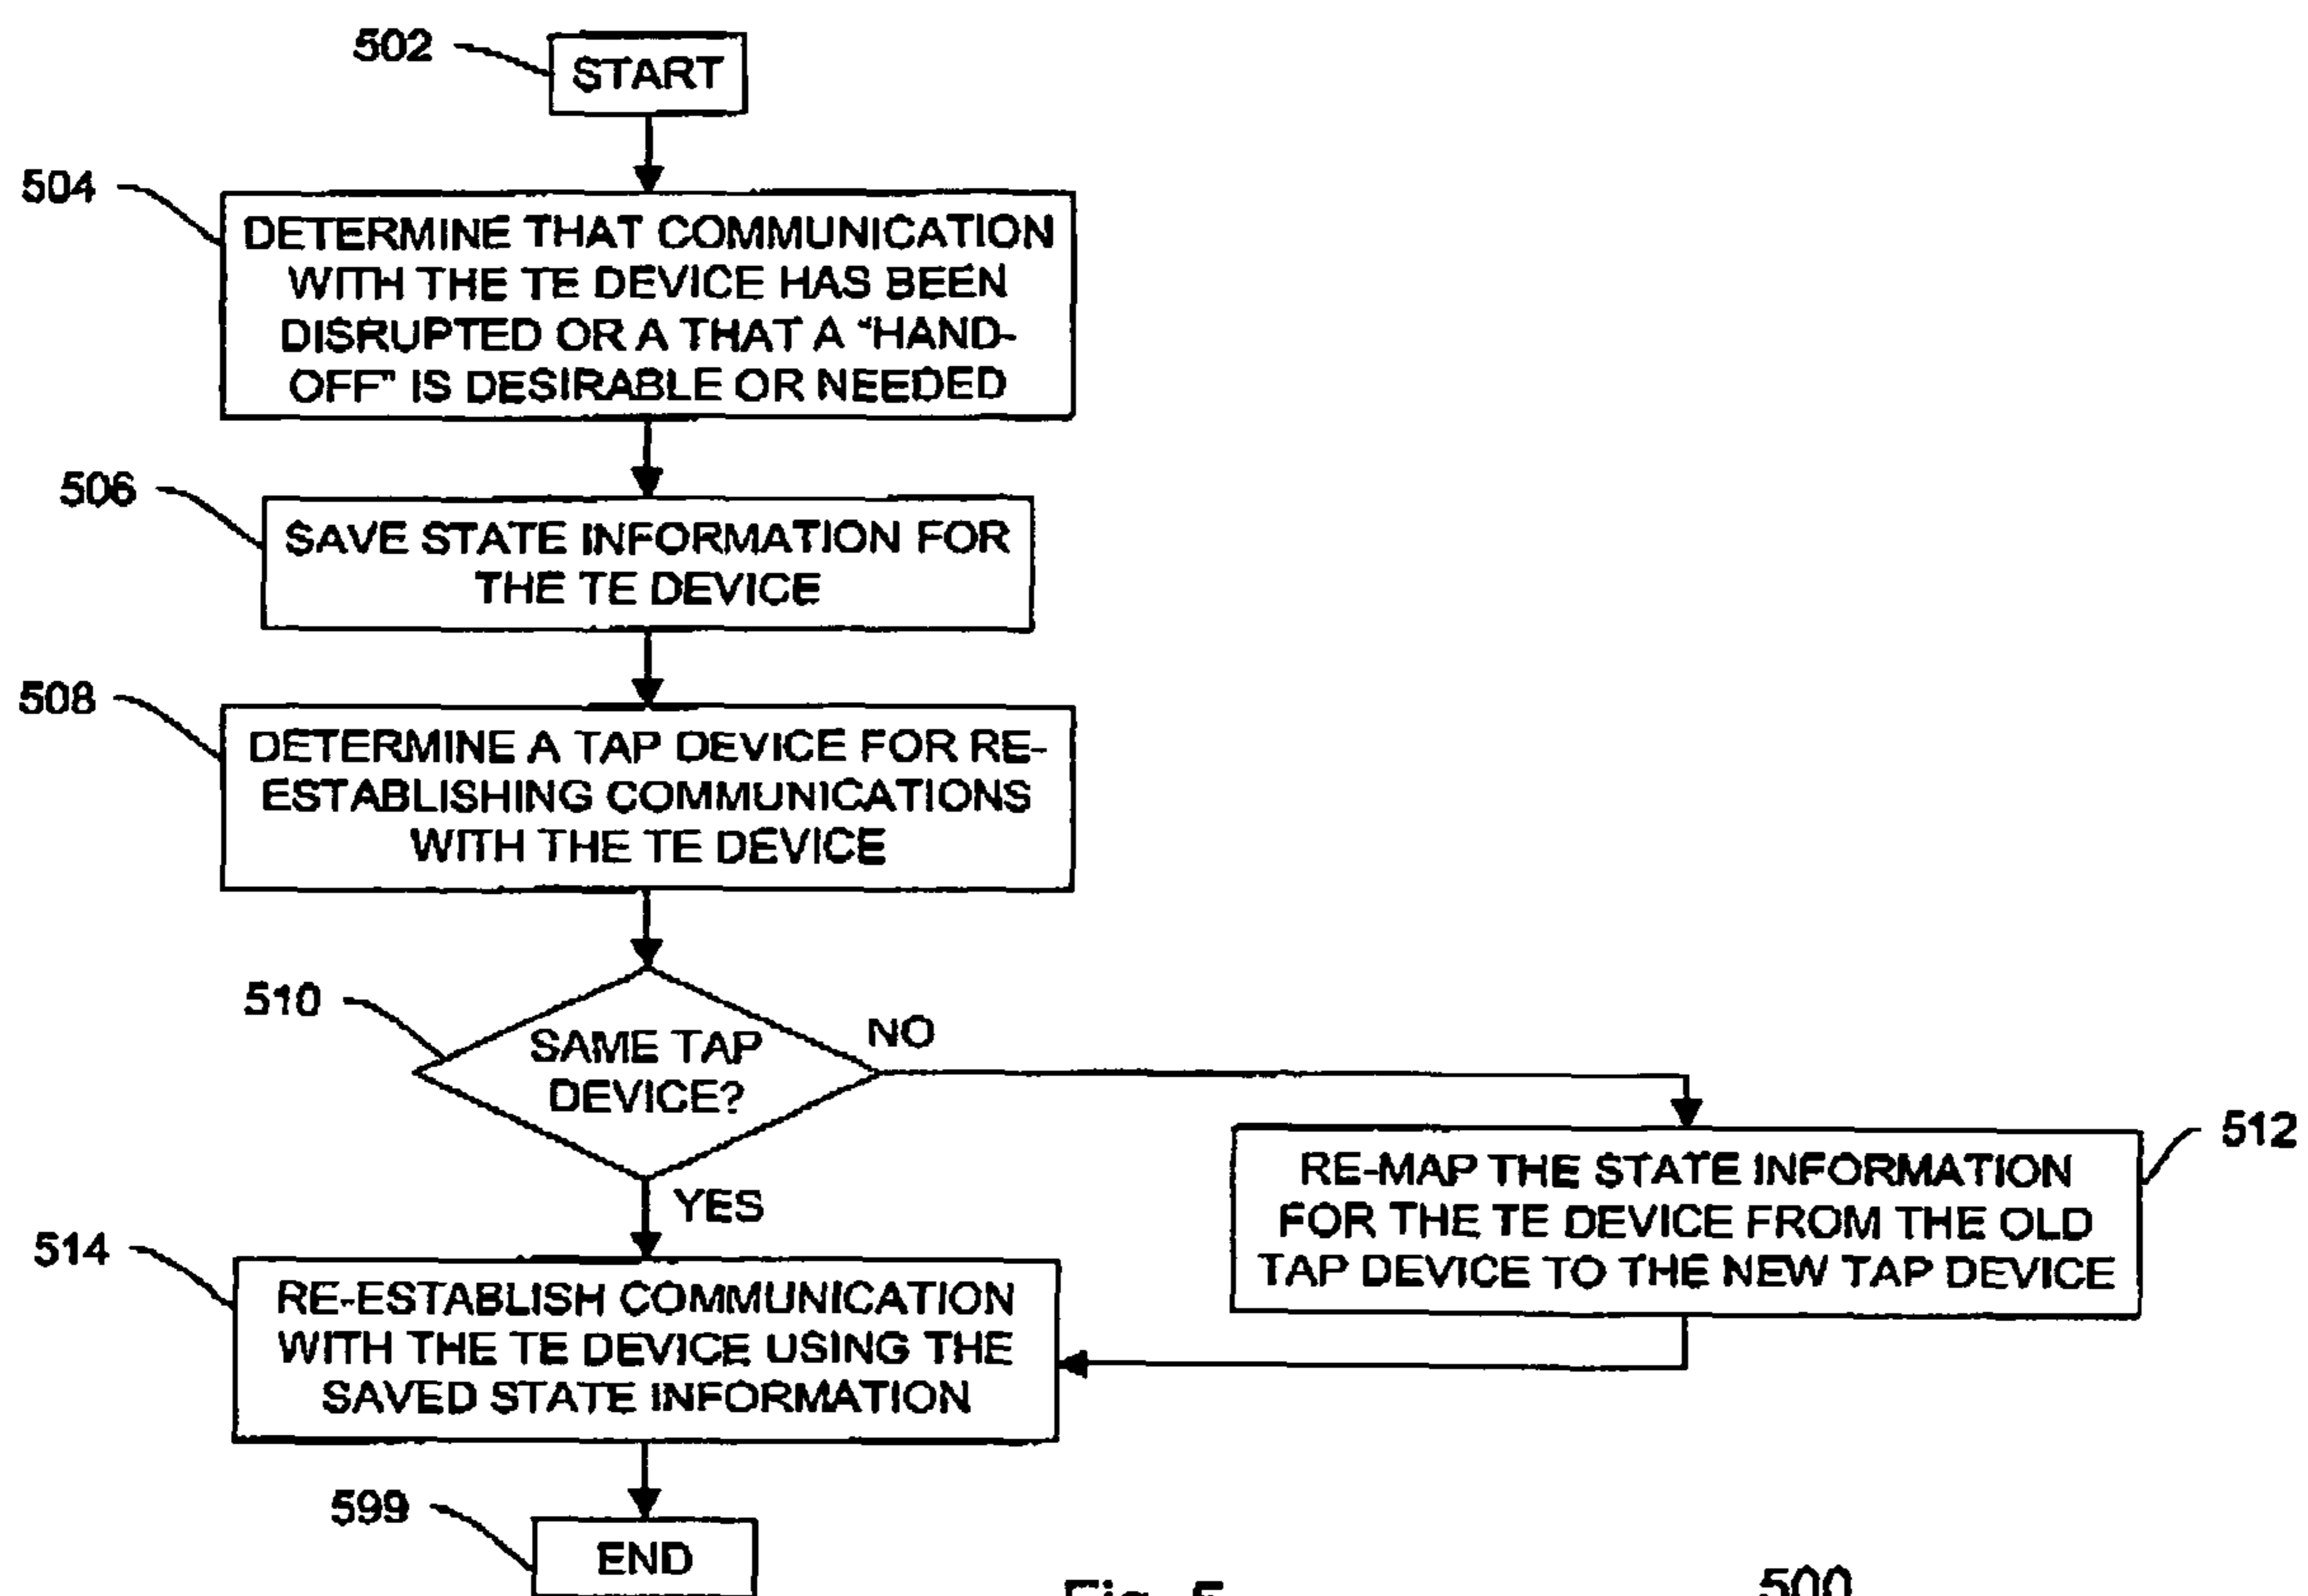 502
START
504
DETERMINE THAT COMMUNICATION
WITH THE TE DEVICE HAS BEEN
DISRUPTED OR A THAT A "HAND-
OFF" IS DESIRABLE OR NEEDED
506
SAVE STATE INFORMATION FOR
THE TE DEVICE
508
DETERMINE A TAP DEVICE FOR RE-
ESTABLISHING COMMUNICATIONS
WITH THE TE DEVICE
510
SAME TAP
DEVICE?
NO
YES
512
RE-MAP THE STATE INFORMATION
FOR THE TE DEVICE FROM THE OLD
TAP DEVICE TO THE NEW TAP DEVICE
514
RE-ESTABLISH COMMUNICATION
WITH THE TE DEVICE USING THE
SAVED STATE INFORMATION
599
END
Fig. 5
500